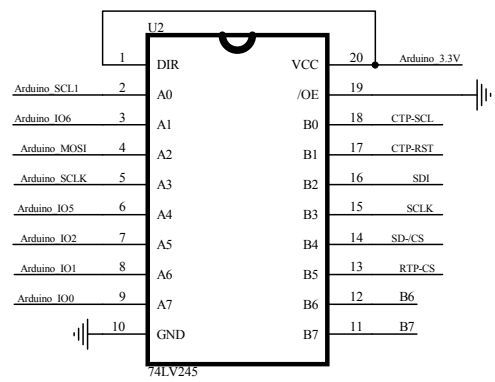 U2
1 DIR VCC 20 Arduino_3.3V
Arduino_SCL1 2 A0 /OE 19
Arduino_IO6 3 A1 B0 18 CTP-SCL
Arduino_MOSI 4 A2 B1 17 CTP-RST
Arduino_SCLK 5 A3 B2 16 SDI
Arduino_IO5 6 A4 B3 15 SCLK
Arduino_IO2 7 A5 B4 14 SD-/CS
Arduino_IO1 8 A6 B5 13 RTP-CS
Arduino_IO0 9 A7 B6 12 B6
10 GND B7 11 B7
74LV245